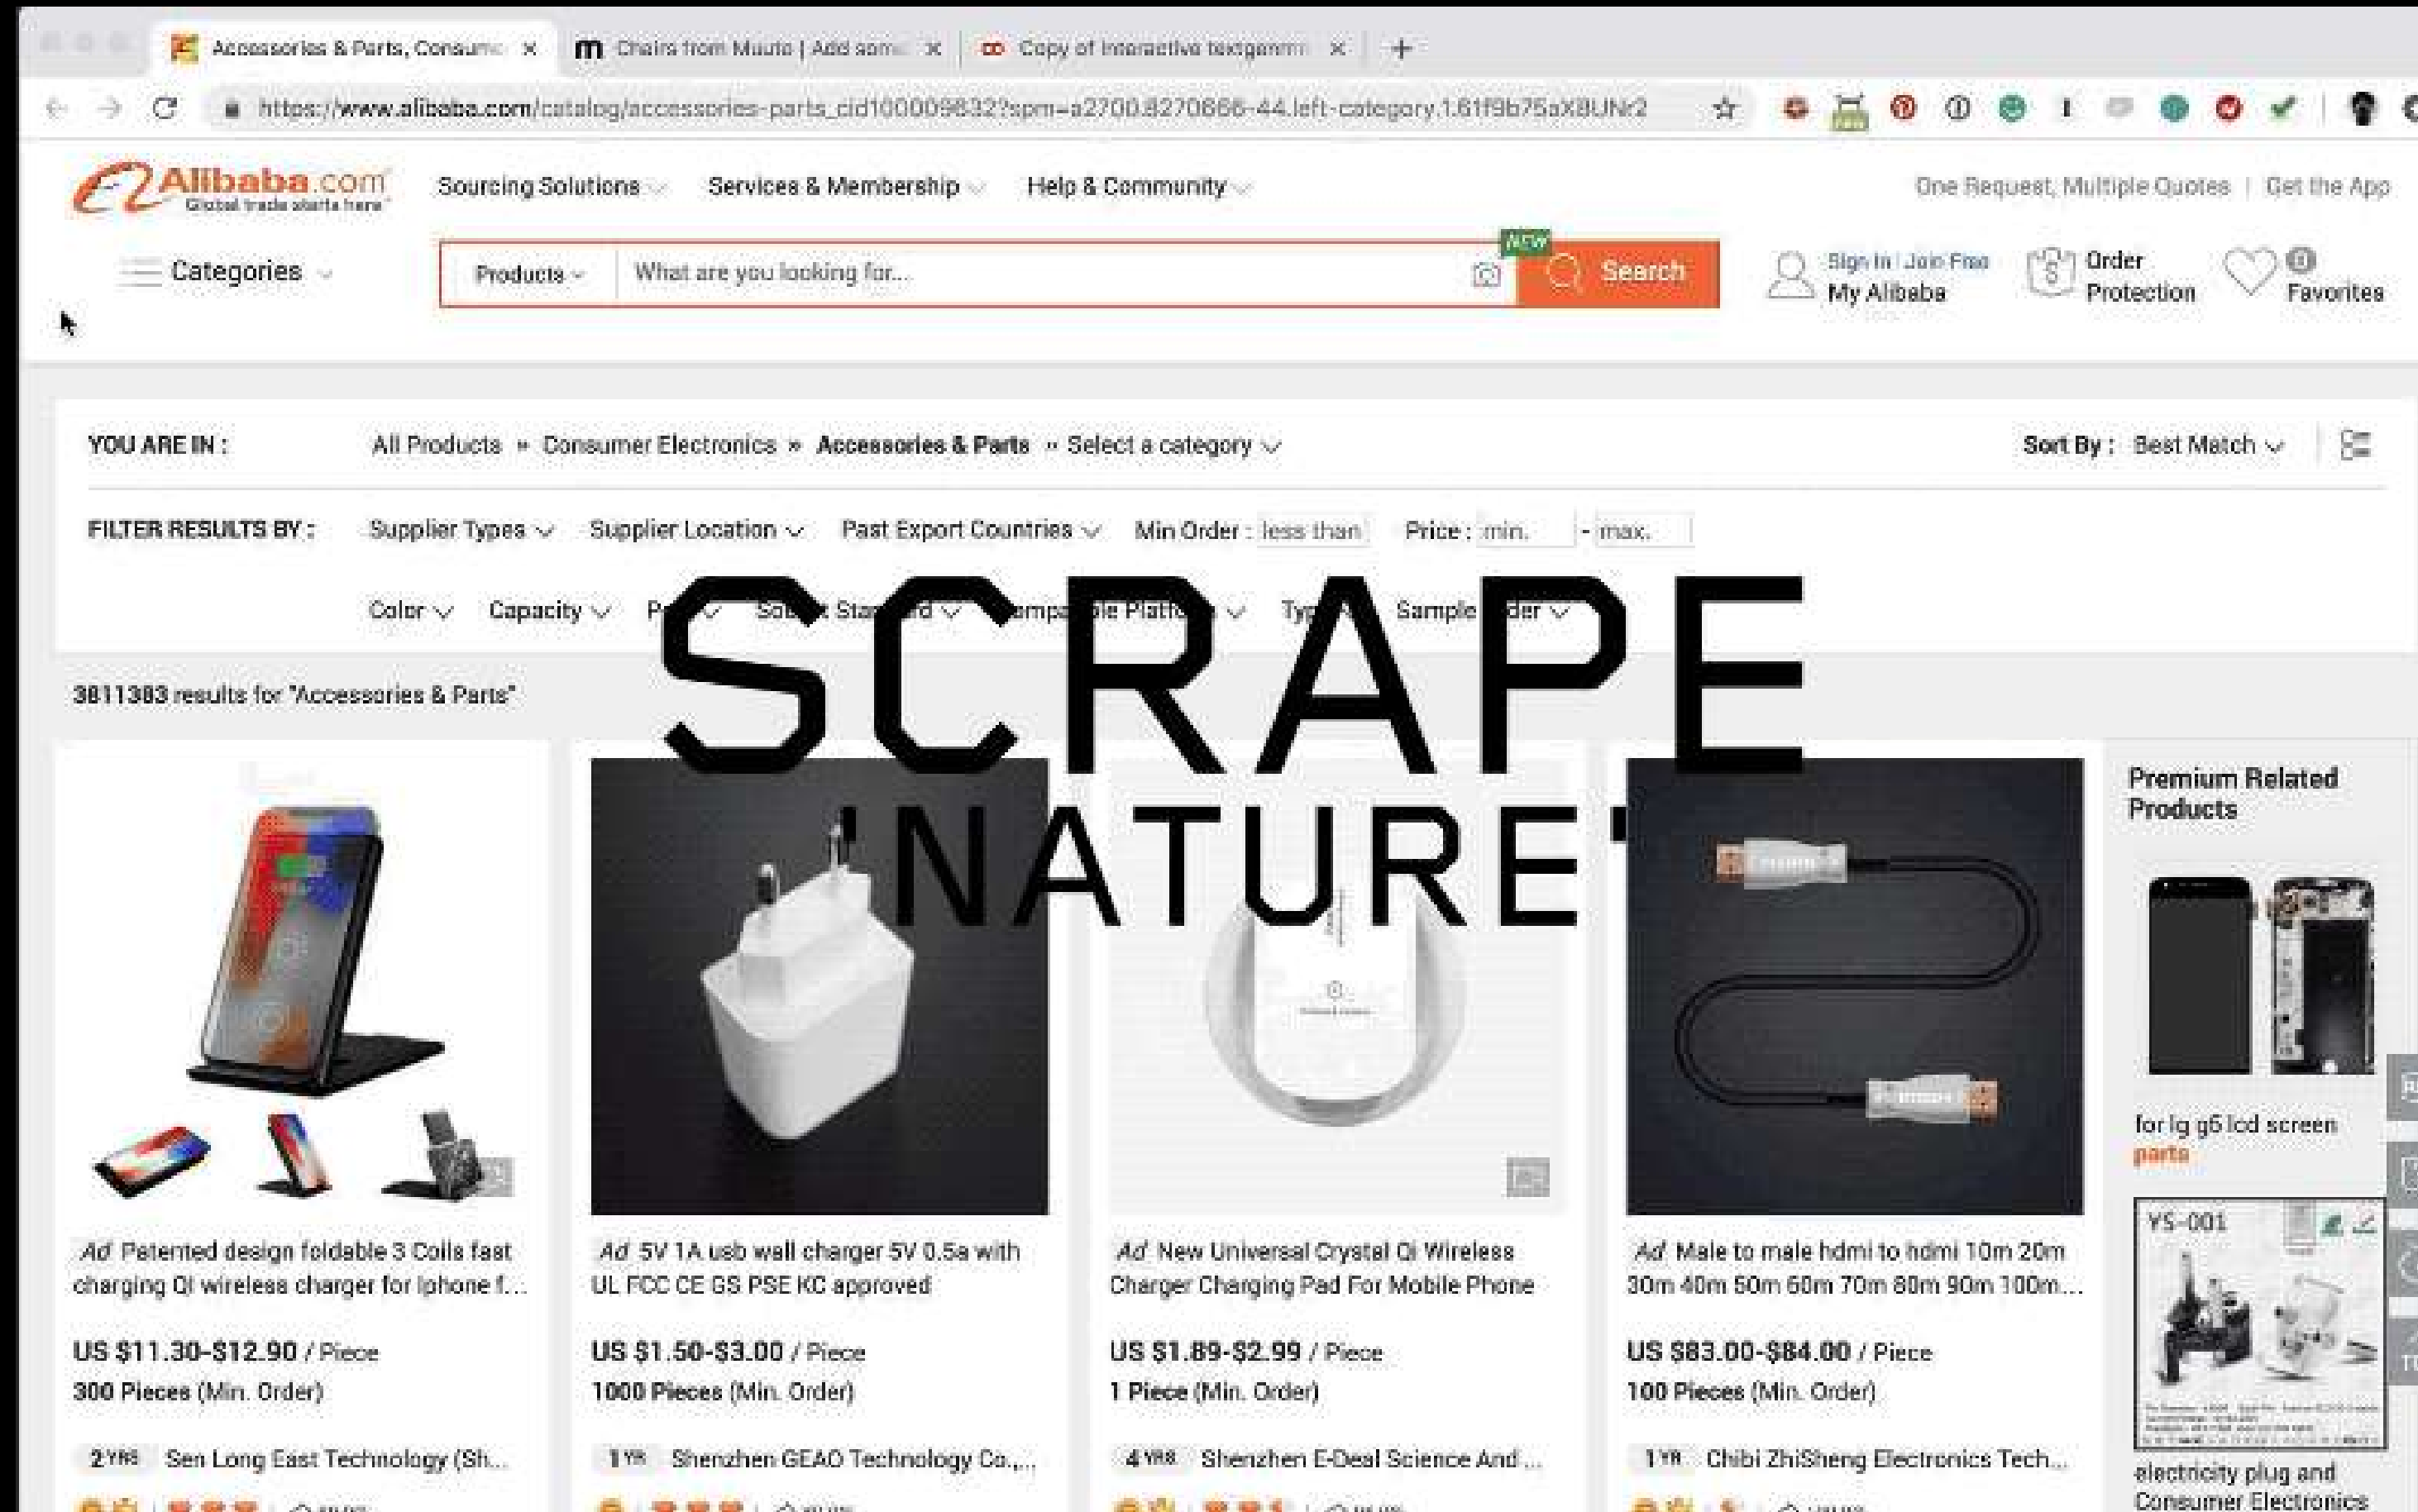 Accessories & Parts, Consume
Chairs from Muuto | Add som
Copy of Interactive textgenrn
https://www.alibaba.com/catalog/accessories-parts_cid100009632?spm=a2700.8270666-44.left-category.1.61f9b75aX8UNr2
Alibaba.com
Global trade starts here
Sourcing Solutions Services & Membership Help & Community
One Request, Multiple Quotes | Get the App
Categories
Products
What are you looking for...
NEW
Search
Sign In | Join Free
My Alibaba
Order
Protection
0
Favorites
YOU ARE IN : All Products » Consumer Electronics » Accessories & Parts » Select a category
Sort By : Best Match
FILTER RESULTS BY : Supplier Types Supplier Location Past Export Countries Min Order : less than Price : min. - max.
Color Capacity Sample
SCRAPE
'NATURE'
3811383 results for "Accessories & Parts"
Premium Related
Products
for lg g6 lcd screen
parts
YS-001
electricity plug and
Consumer Electronics
Ad Patented design foldable 3 Coils fast
charging QI wireless charger for Iphone f...
US $11.30-$12.90 / Piece
300 Pieces (Min. Order)
2 YRS Sen Long East Technology (Sh...
Ad 5V 1A usb wall charger 5V 0.5a with
UL FCC CE GS PSE KC approved
US $1.50-$3.00 / Piece
1000 Pieces (Min. Order)
1 YR Shenzhen GEAO Technology Co.,...
Ad New Universal Crystal Qi Wireless
Charger Charging Pad For Mobile Phone
US $1.89-$2.99 / Piece
1 Piece (Min. Order)
4 YRS Shenzhen E-Deal Science And ...
Ad Male to male hdmi to hdmi 10m 20m
30m 40m 50m 60m 70m 80m 90m 100m...
US $83.00-$84.00 / Piece
100 Pieces (Min. Order)
1 YR Chibi ZhiSheng Electronics Tech...